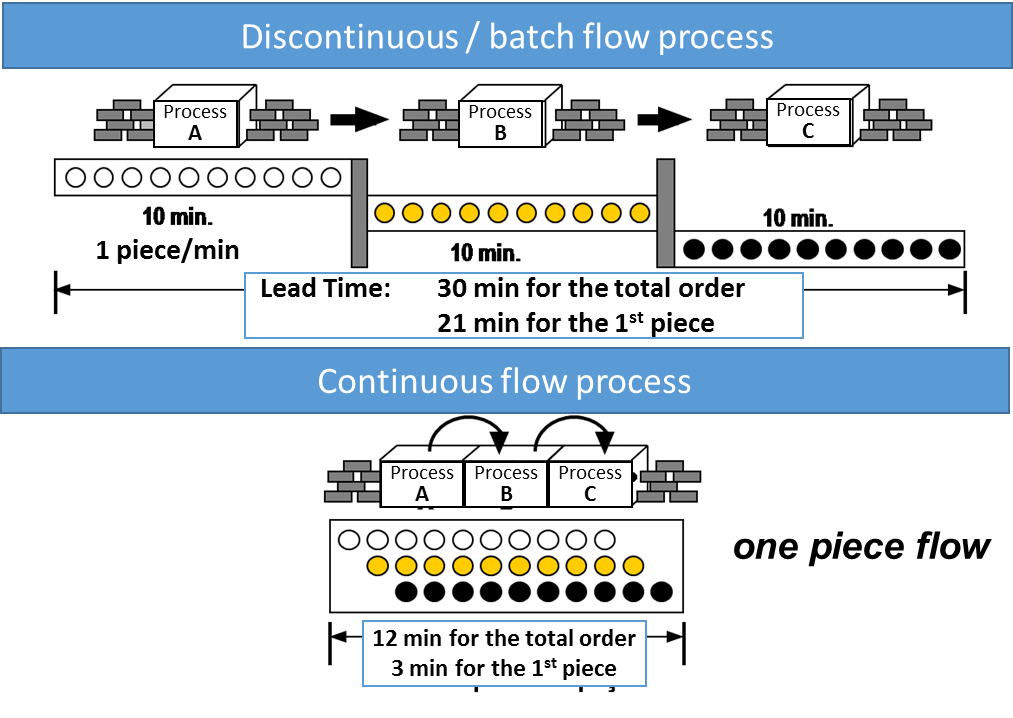 Discontinuous / batch flow process
Process
A
Process
B
Process
C
10 min.
1 piece/min
10 min.
10 min.
Lead Time: 30 min for the total order
21 min for the 1st piece
Continuous flow process
Process
A
Process
B
Process
C
one piece flow
12 min for the total order
3 min for the 1st piece